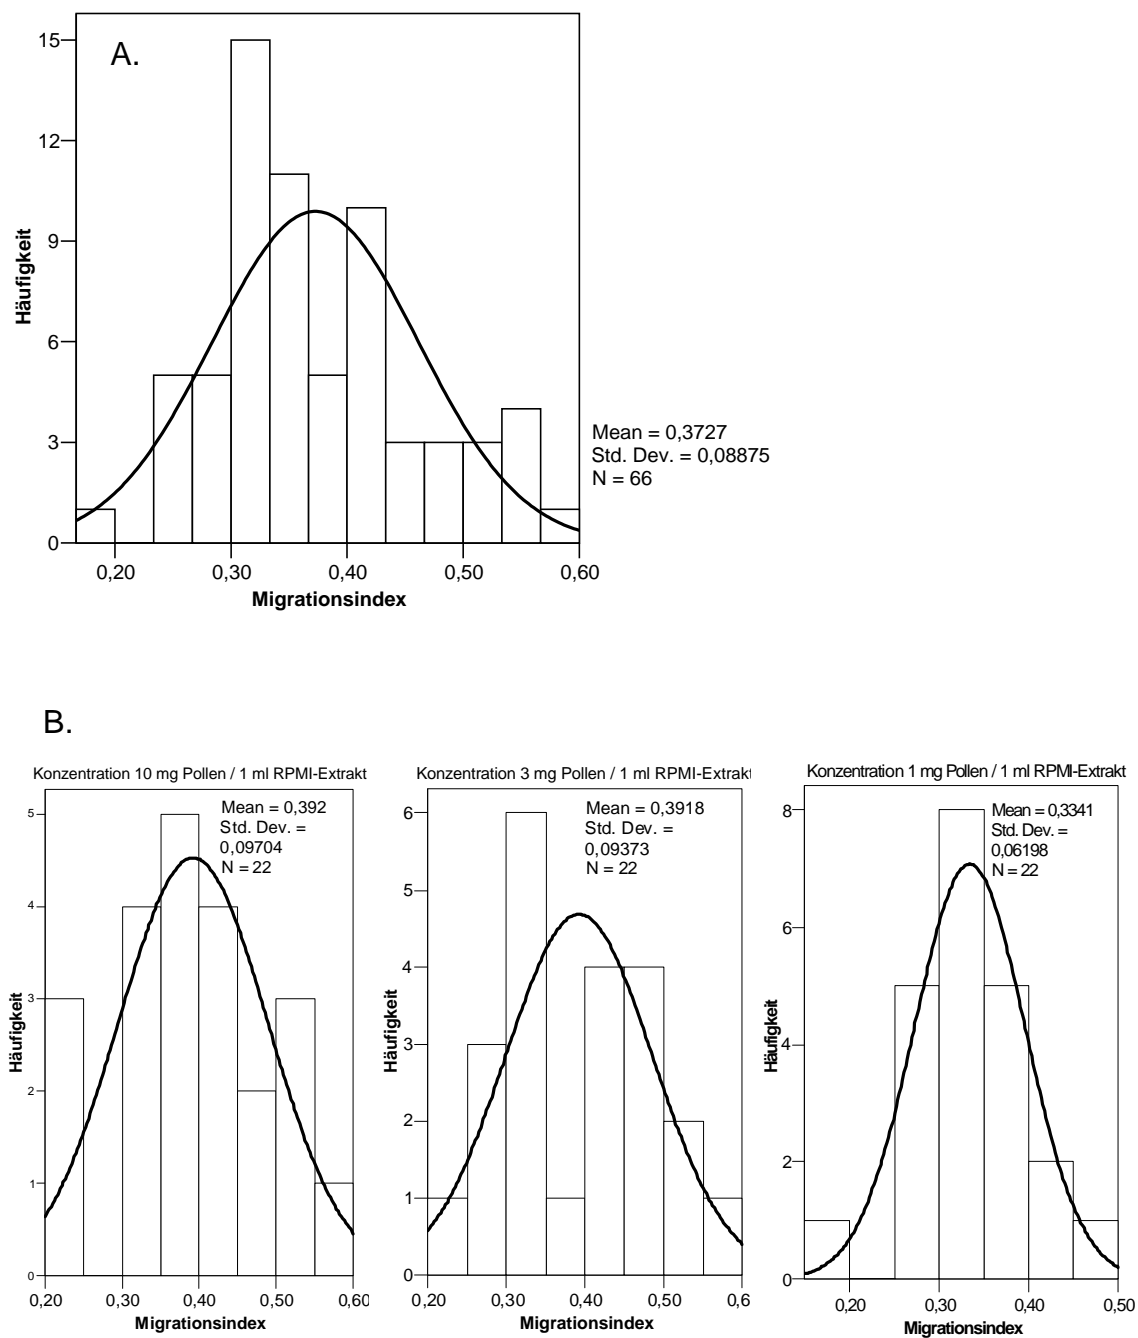 A.
15
12
9
6
3
0
Häufigkeit
0,20 0,30 0,40 0,50 0,60
Migrationsindex
Mean = 0,3727
Std. Dev. = 0,08875
N = 66
B.
Konzentration 10 mg Pollen / 1 ml RPMI-Extrakt
Mean = 0,392
Std. Dev. =
0,09704
N = 22
5
4
3
2
1
0
Häufigkeit
0,20 0,30 0,40 0,50 0,60
Migrationsindex
Konzentration 3 mg Pollen / 1 ml RPMI-Extrakt
Mean = 0,3918
Std. Dev. =
0,09373
N = 22
6
5
4
3
2
1
0
Häufigkeit
0,20 0,30 0,40 0,50 0,6
Migrationsindex
Konzentration 1 mg Pollen / 1 ml RPMI-Extrakt
Mean = 0,3341
Std. Dev. =
0,06198
N = 22
8
6
4
2
0
Häufigkeit
0,20 0,30 0,40 0,50
Migrationsindex